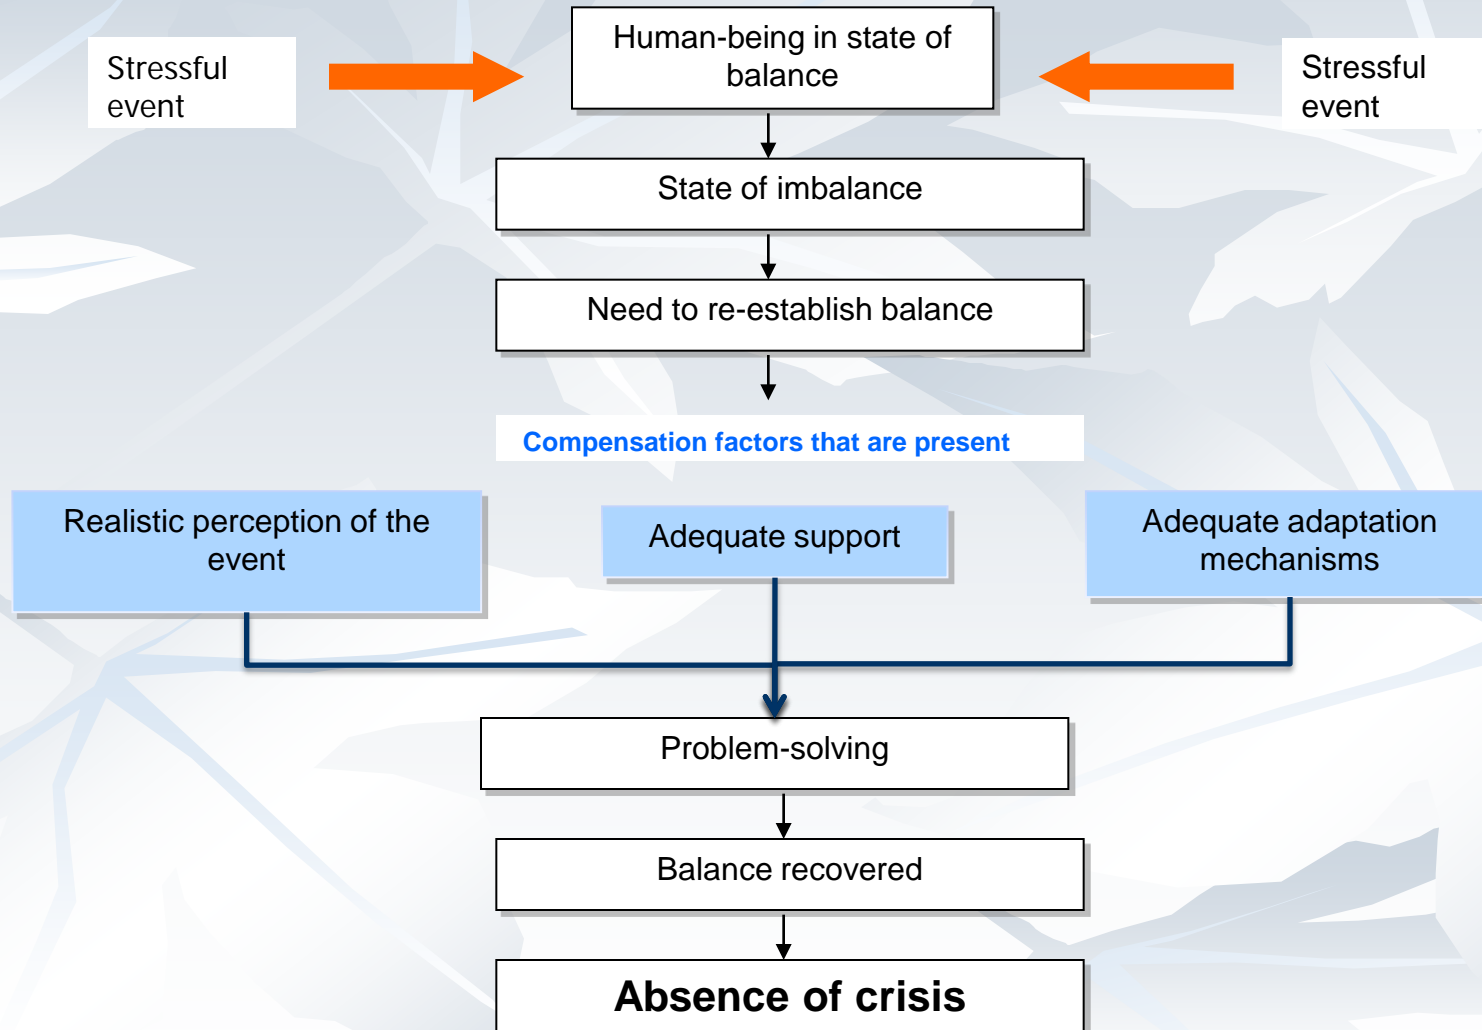 Human-being in state of
balance
Stressful
event
Stressful
event
State of imbalance
Need to re-establish balance
Compensation factors that are present
Realistic perception of the
event
Adequate support
Adequate adaptation
mechanisms
Problem-solving
Balance recovered
Absence of crisis